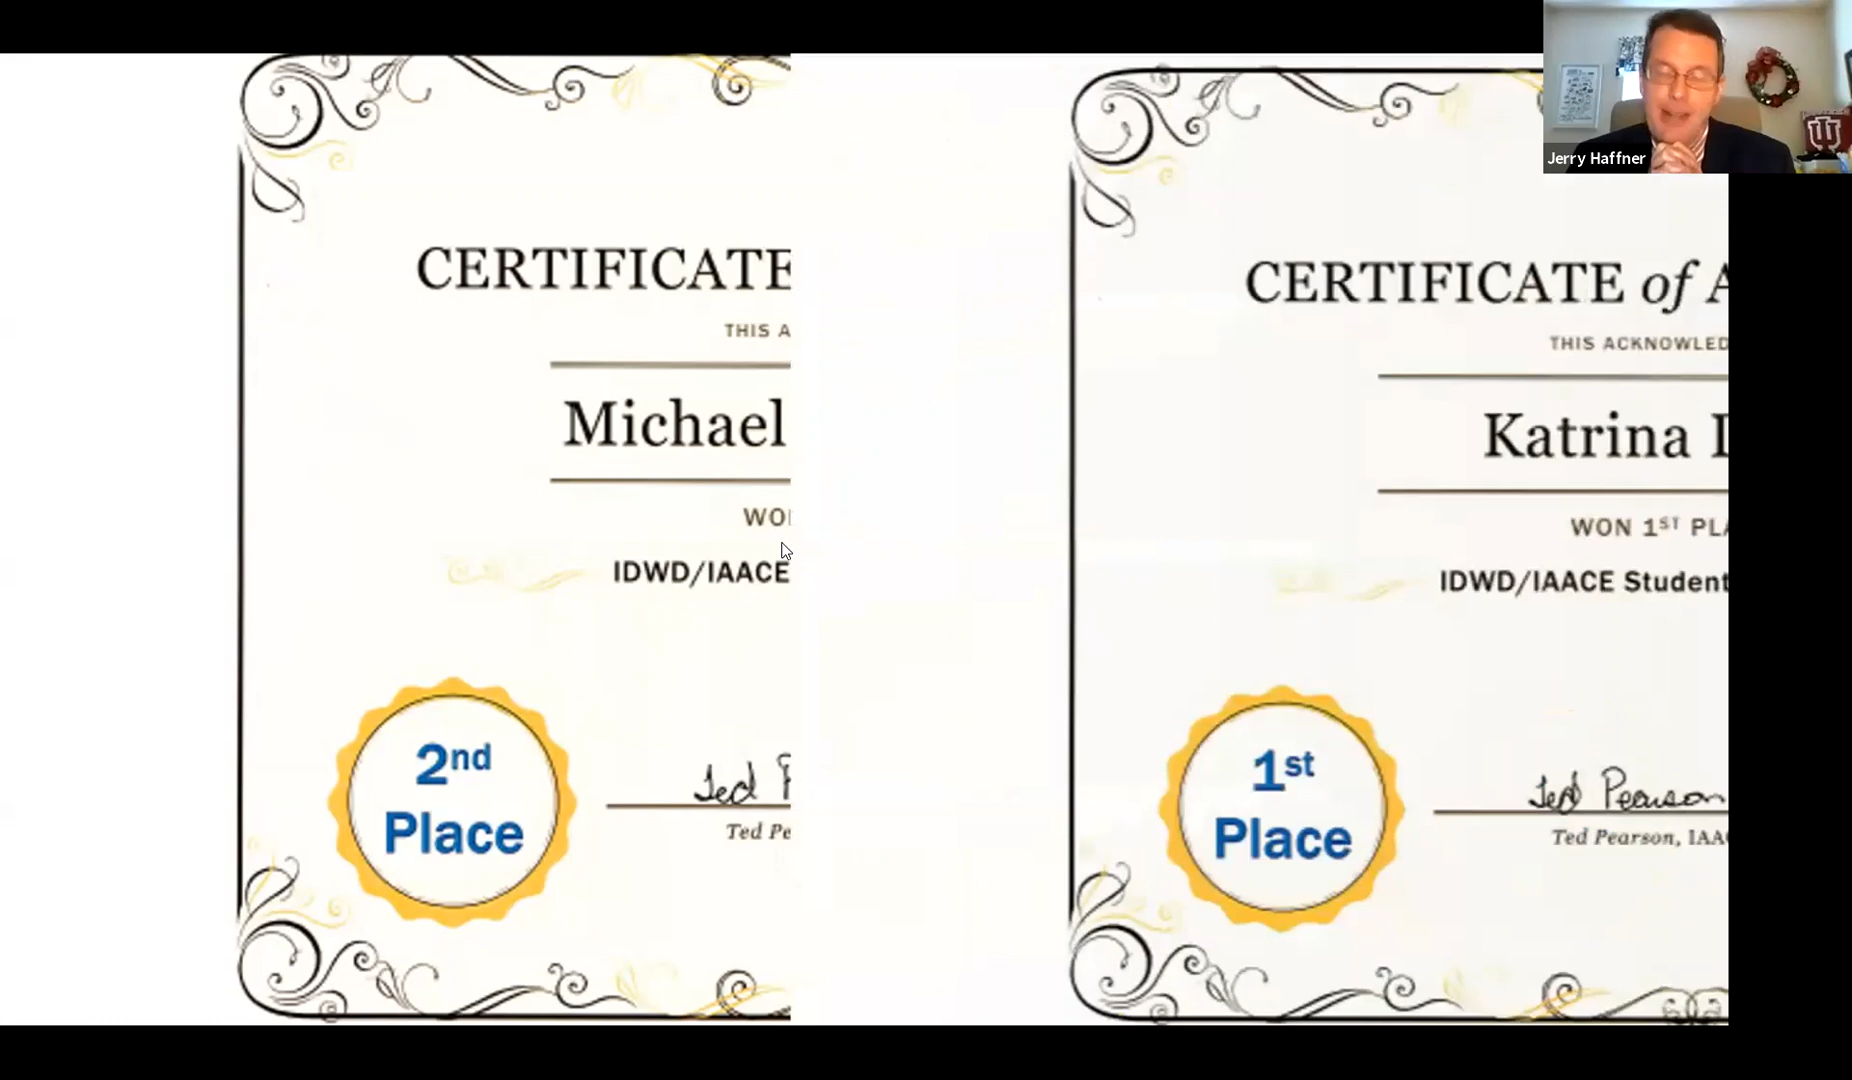 CERTIFICATE
THIS A
Michael
WO
IDWD/IAACE
2nd
Place
Ted P
Ted Pe
CERTIFICATE of A
THIS ACKNOWLED
Katrina
WON 1ST PLA
IDWD/IAACE Student
1st
Place
Ted Pearson
Ted Pearson, IAA
Jerry Haffner